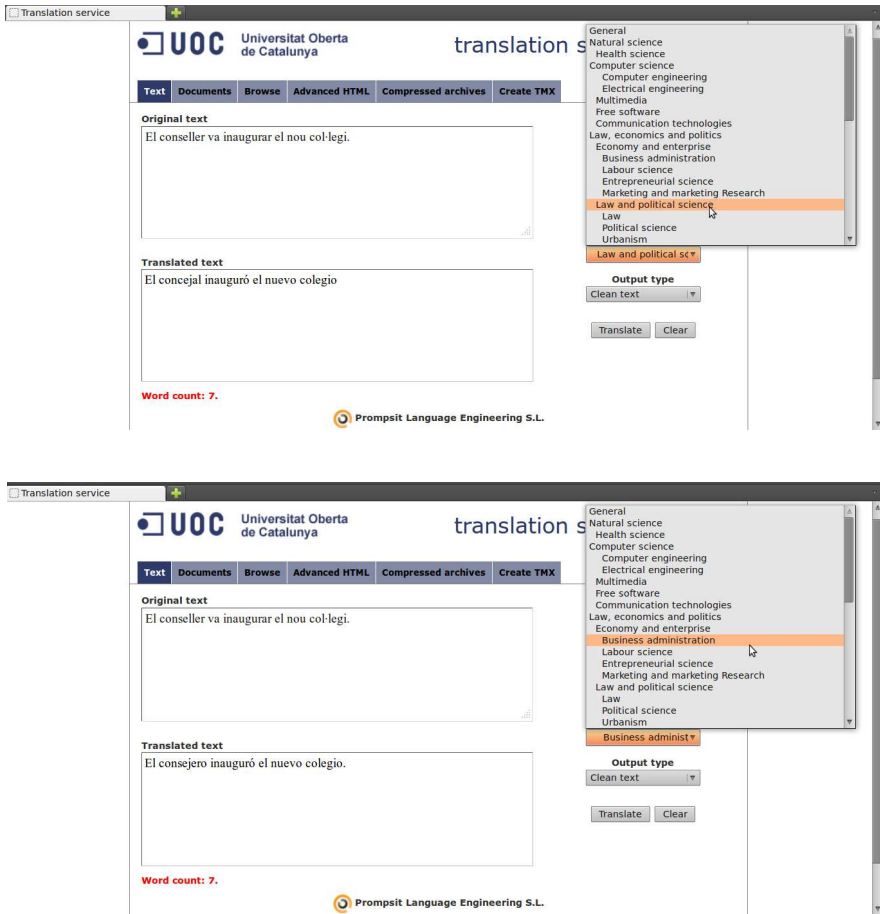 Translation service
UOC Universitat Oberta
de Catalunya
translation s
Text Documents Browse Advanced HTML Compressed archives Create TMX
General
Natural science
Health science
Computer science
Computer engineering
Electrical engineering
Multimedia
Free software
Communication technologies
Law, economics and politics
Economy and enterprise
Business administration
Labour science
Entrepreneurial science
Marketing and marketing Research
Law and political science
Law
Political science
Urbanism
Original text
El conseller va inaugurar el nou col·legi.
Law and political sc
Translated text
El concejal inauguró el nuevo colegio
Output type
Clean text
Translate Clear
Word count: 7.
Prompsit Language Engineering S.L.
Translation service
UOC Universitat Oberta
de Catalunya
translation s
Text Documents Browse Advanced HTML Compressed archives Create TMX
General
Natural science
Health science
Computer science
Computer engineering
Electrical engineering
Multimedia
Free software
Communication technologies
Law, economics and politics
Economy and enterprise
Business administration
Labour science
Entrepreneurial science
Marketing and marketing Research
Law and political science
Law
Political science
Urbanism
Original text
El conseller va inaugurar el nou col·legi.
Business administ
Translated text
El consejero inauguró el nuevo colegio.
Output type
Clean text
Translate Clear
Word count: 7.
Prompsit Language Engineering S.L.